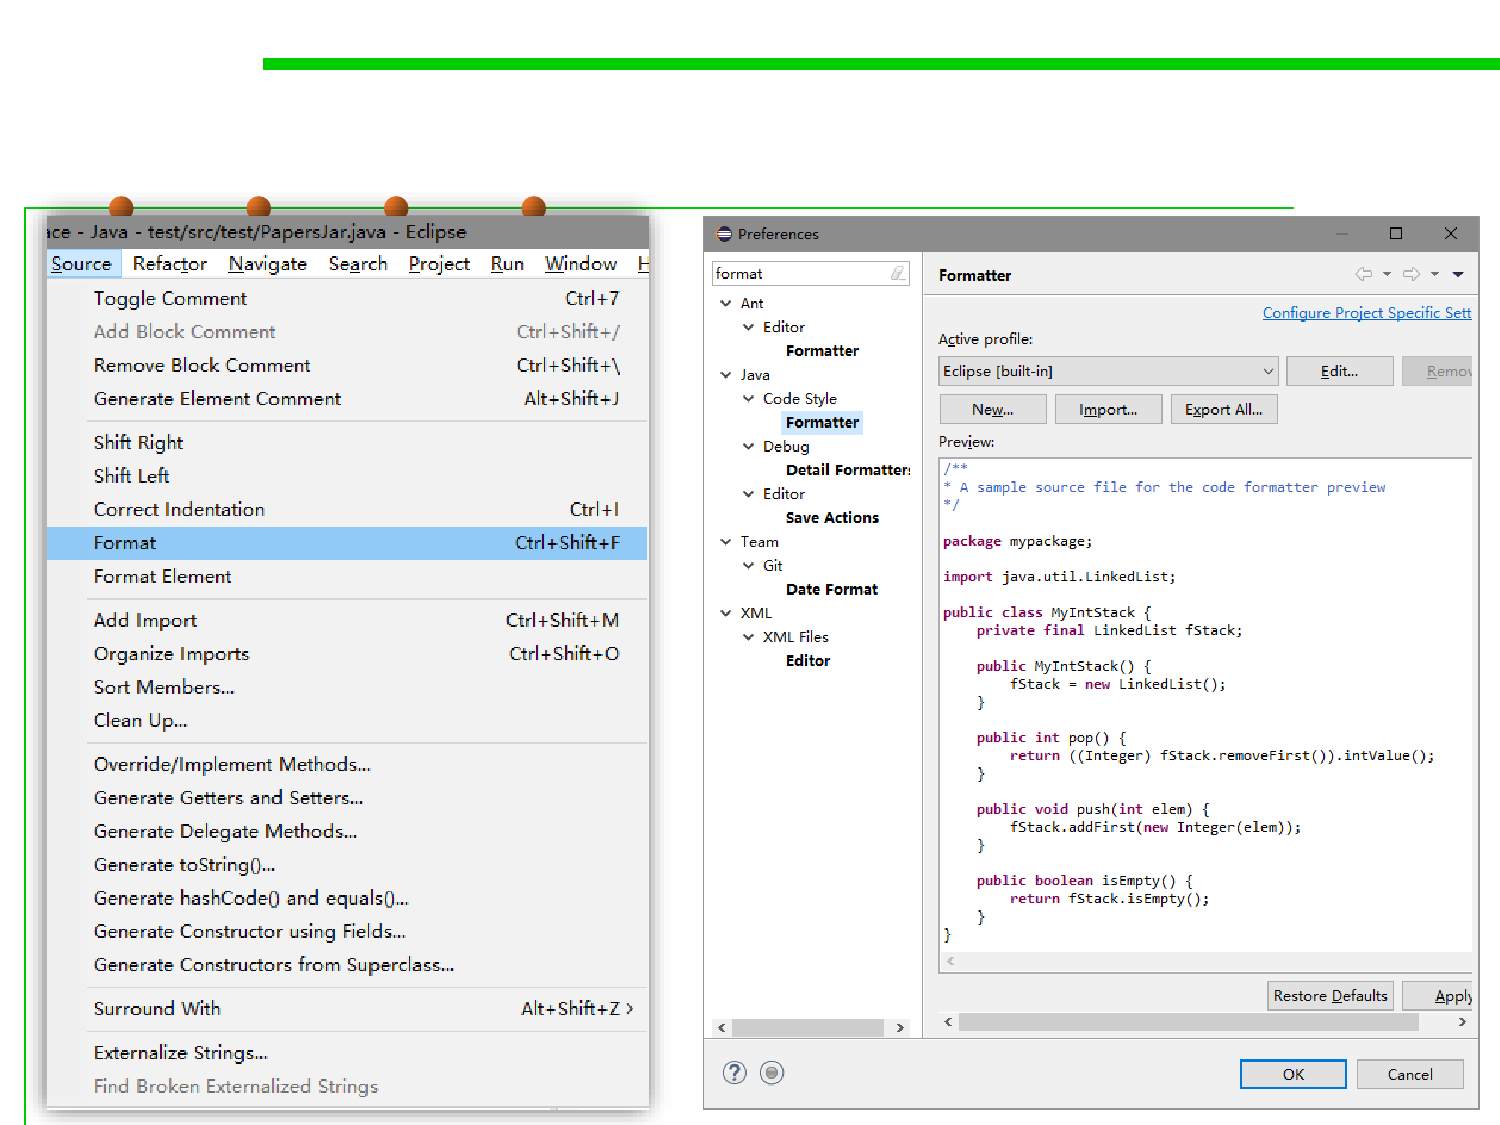 ace - Java - test/src/test/PapersJar.java - Eclipse
Source Refactor Navigate Search Project Run Window H
Toggle Comment Ctrl+7
Add Block Comment Ctrl+Shift+/
Remove Block Comment Ctrl+Shift+\
Generate Element Comment Alt+Shift+J
Shift Right
Shift Left
Correct Indentation Ctrl+I
Format Ctrl+Shift+F
Format Element
Add Import Ctrl+Shift+M
Organize Imports Ctrl+Shift+O
Sort Members...
Clean Up...
Override/Implement Methods...
Generate Getters and Setters...
Generate Delegate Methods...
Generate toString()...
Generate hashCode() and equals()...
Generate Constructor using Fields...
Generate Constructors from Superclass...
Surround With Alt+Shift+Z >
Externalize Strings...
Find Broken Externalized Strings
Preferences
format
Ant
Editor
Formatter
Java
Code Style
Formatter
Debug
Detail Formatters
Editor
Save Actions
Team
Git
Date Format
XML
XML Files
Editor
Formatter
Configure Project Specific Sett
Active profile:
Eclipse [built-in] Edit... Remov
New... Import... Export All...
Preview:
/**
* A sample source file for the code formatter preview
*/
package mypackage;
import java.util.LinkedList;
public class MyIntStack {
private final LinkedList fStack;
public MyIntStack() {
fStack = new LinkedList();
}
public int pop() {
return ((Integer) fStack.removeFirst()).intValue();
}
public void push(int elem) {
fStack.addFirst(new Integer(elem));
}
public boolean isEmpty() {
return fStack.isEmpty();
}
}
Restore Defaults Apply
OK Cancel